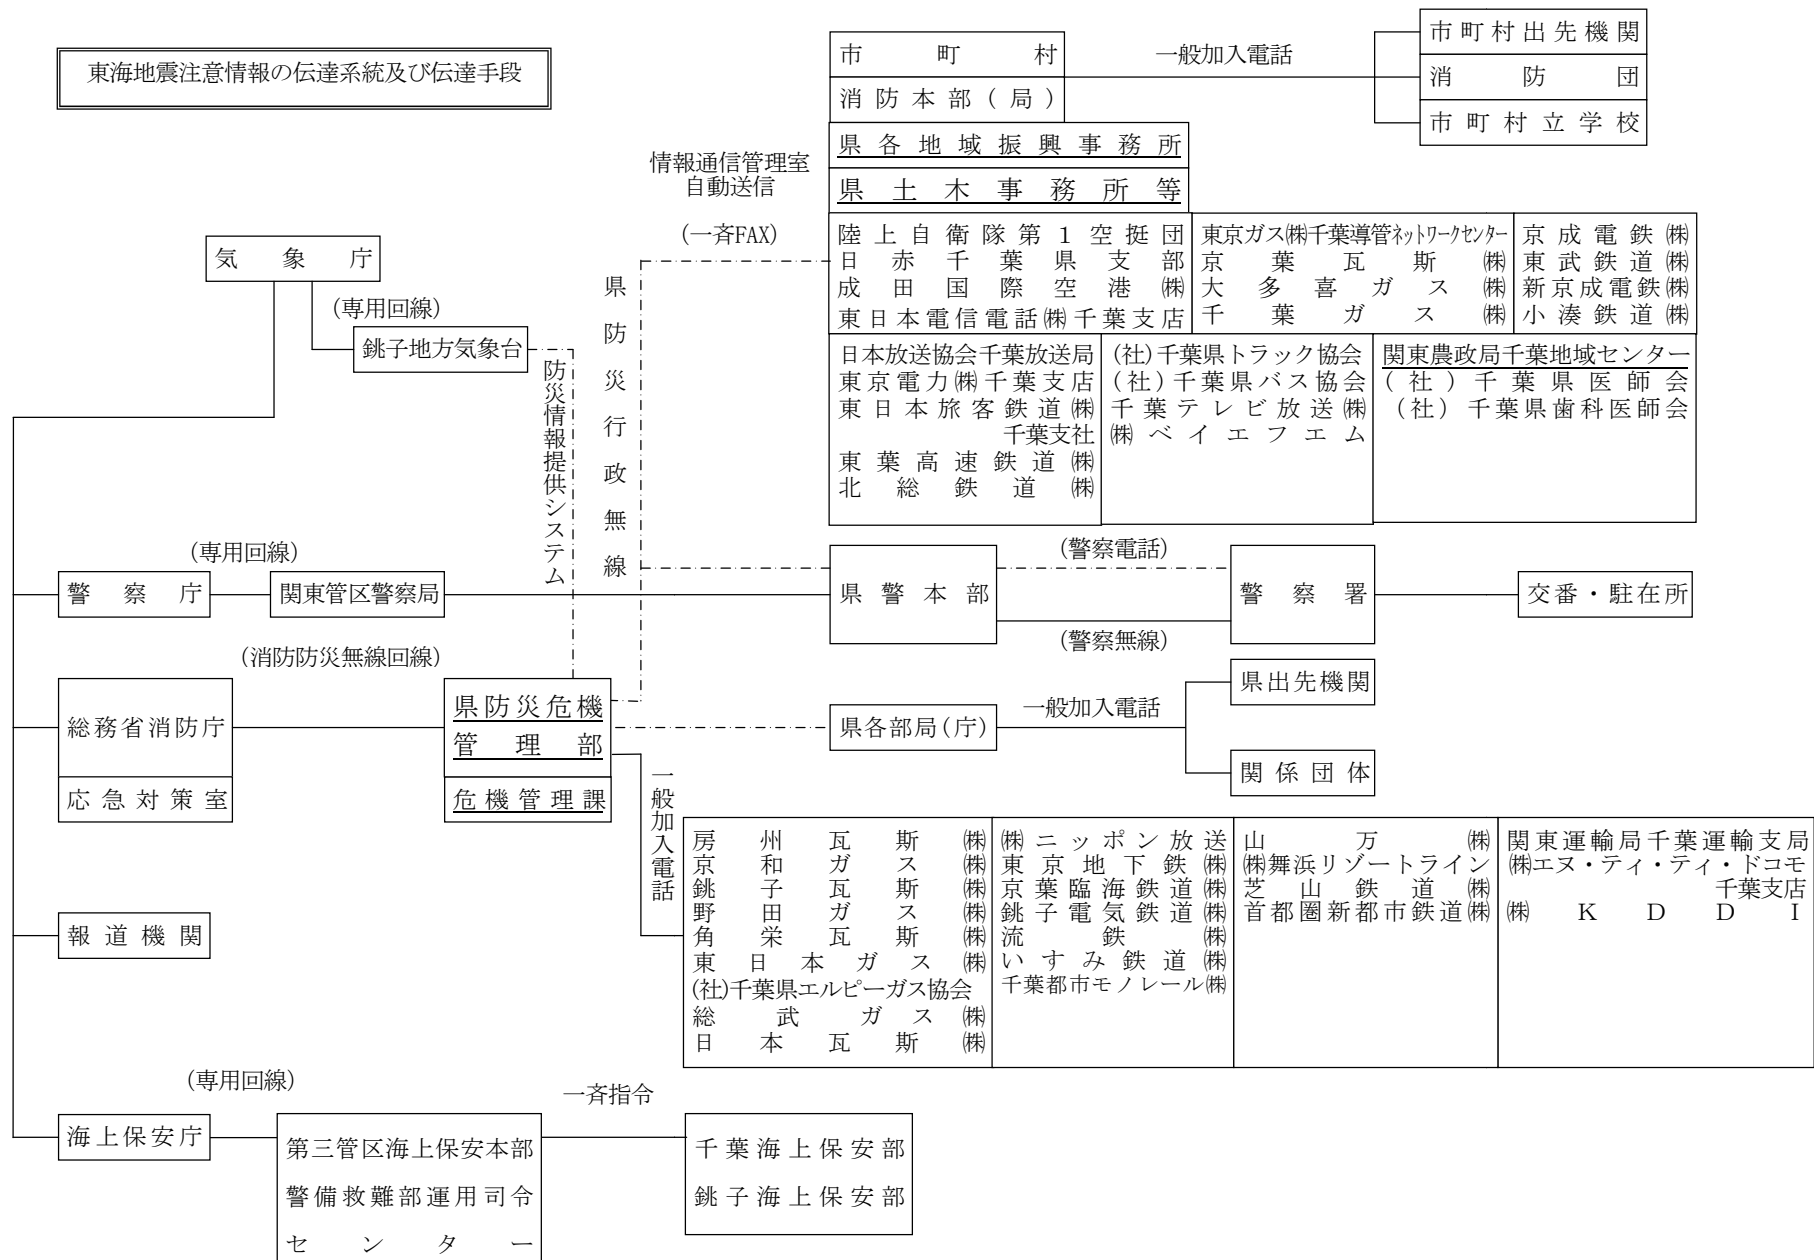 東海地震注意情報の伝達系統及び伝達手段
市町村
消防本部(局)
一般加入電話
市町村出先機関
消防団
市町村立学校
県各地域振興事務所
県土木事務所等
情報通信管理室
自動送信
(一斉FAX)
陸上自衛隊第1空挺団
日赤千葉県支部
成田国際空港㈱
東日本電信電話㈱千葉支店
東京ガス㈱千葉導管ネットワークセンター
京葉瓦斯㈱
大多喜ガス㈱
千葉ガス㈱
京成電鉄㈱
東武鉄道㈱
新京成電鉄㈱
小湊鉄道㈱
日本放送協会千葉放送局
東京電力㈱千葉支店
東日本旅客鉄道㈱
千葉支社
東葉高速鉄道㈱
北総鉄道㈱
(社)千葉県トラック協会
(社)千葉県バス協会
千葉テレビ放送㈱
㈱ベイエフエム
関東農政局千葉地域センター
(社)千葉県医師会
(社)千葉県歯科医師会
気象庁
(専用回線)
銚子地方気象台
防災情報提供システム
県防災行政無線
(専用回線)
警察庁
関東管区警察局
県警本部
(警察電話)
(警察無線)
警察署
交番・駐在所
(消防防災無線回線)
総務省消防庁
応急対策室
県防災危機
管理部
危機管理課
県各部局(庁)
一般加入電話
県出先機関
関係団体
一般加入電話
房州瓦斯㈱
京和ガス㈱
銚子瓦斯㈱
野田ガス㈱
角栄瓦斯㈱
東日本ガス㈱
(社)千葉県エルピーガス協会
総武ガス㈱
日本瓦斯㈱
㈱ニッポン放送
東京地下鉄㈱
京葉臨海鉄道㈱
銚子電気鉄道㈱
流鉄㈱
いすみ鉄道㈱
千葉都市モノレール㈱
山万㈱
㈱舞浜リゾートライン
芝山鉄道㈱
首都圏新都市鉄道㈱
関東運輸局千葉運輸支局
㈱エヌ・ティ・ティ・ドコモ
千葉支店
㈱KDDI
報道機関
(専用回線)
海上保安庁
第三管区海上保安本部
警備救難部運用司令
センター
一斉指令
千葉海上保安部
銚子海上保安部